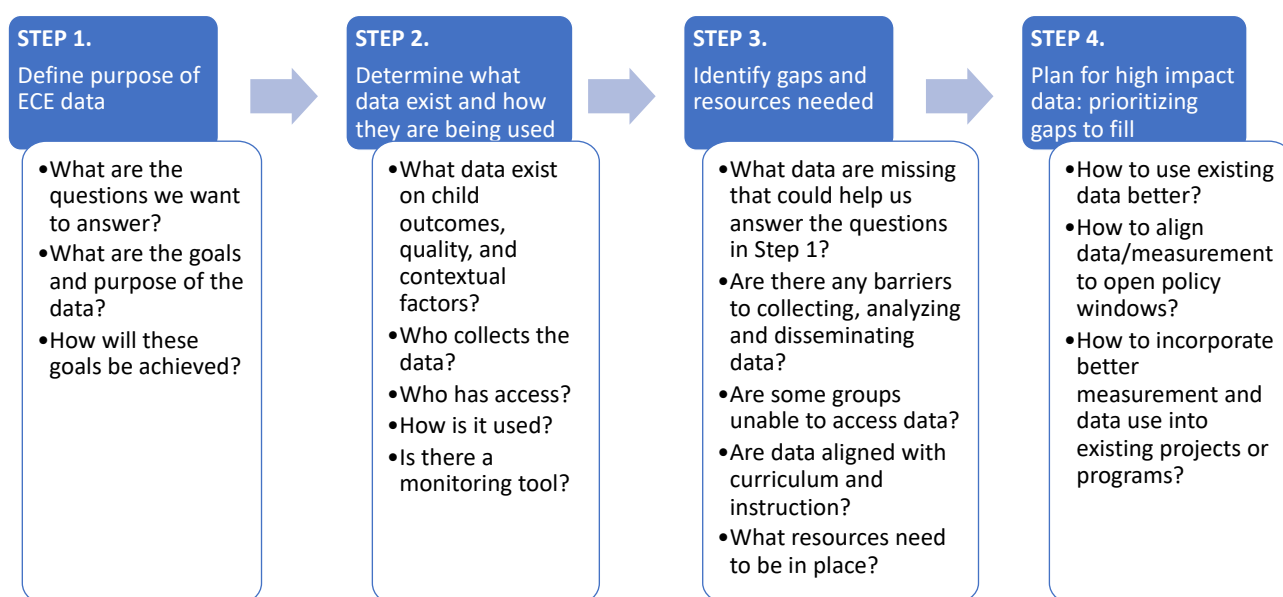 STEP 1.
Define purpose of
ECE data
•What are the
questions we want
to answer?
•What are the goals
and purpose of the
data?
•How will these
goals be achieved?
STEP 2.
Determine what
data exist and how
they are being used
•What data exist
on child
outcomes,
quality, and
contextual
factors?
•Who collects the
data?
•Who has access?
•How is it used?
•Is there a
monitoring tool?
STEP 3.
Identify gaps and
resources needed
•What data are missing
that could help us
answer the questions
in Step 1?
•Are there any barriers
to collecting, analyzing
and disseminating
data?
•Are some groups
unable to access data?
•Are data aligned with
curriculum and
instruction?
•What resources need
to be in place?
STEP 4.
Plan for high impact
data: prioritizing
gaps to fill
•How to use existing
data better?
•How to align
data/measurement
to open policy
windows?
•How to incorporate
better
measurement and
data use into
existing projects or
programs?